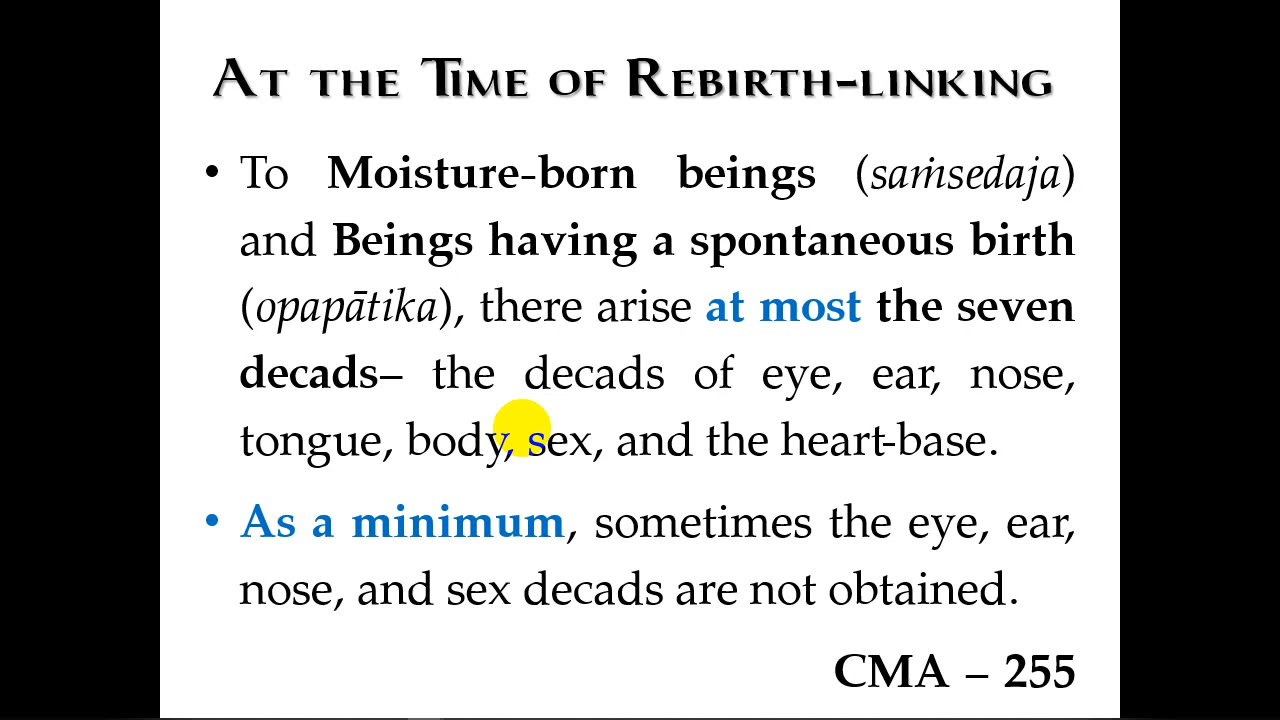 At the Time of Rebirth-linking
• To Moisture-born beings (saṁsedaja)
and Beings having a spontaneous birth
(opapātika), there arise at most the seven
decads– the decads of eye, ear, nose,
tongue, body, sex, and the heart-base.
• As a minimum, sometimes the eye, ear,
nose, and sex decads are not obtained.
CMA – 255